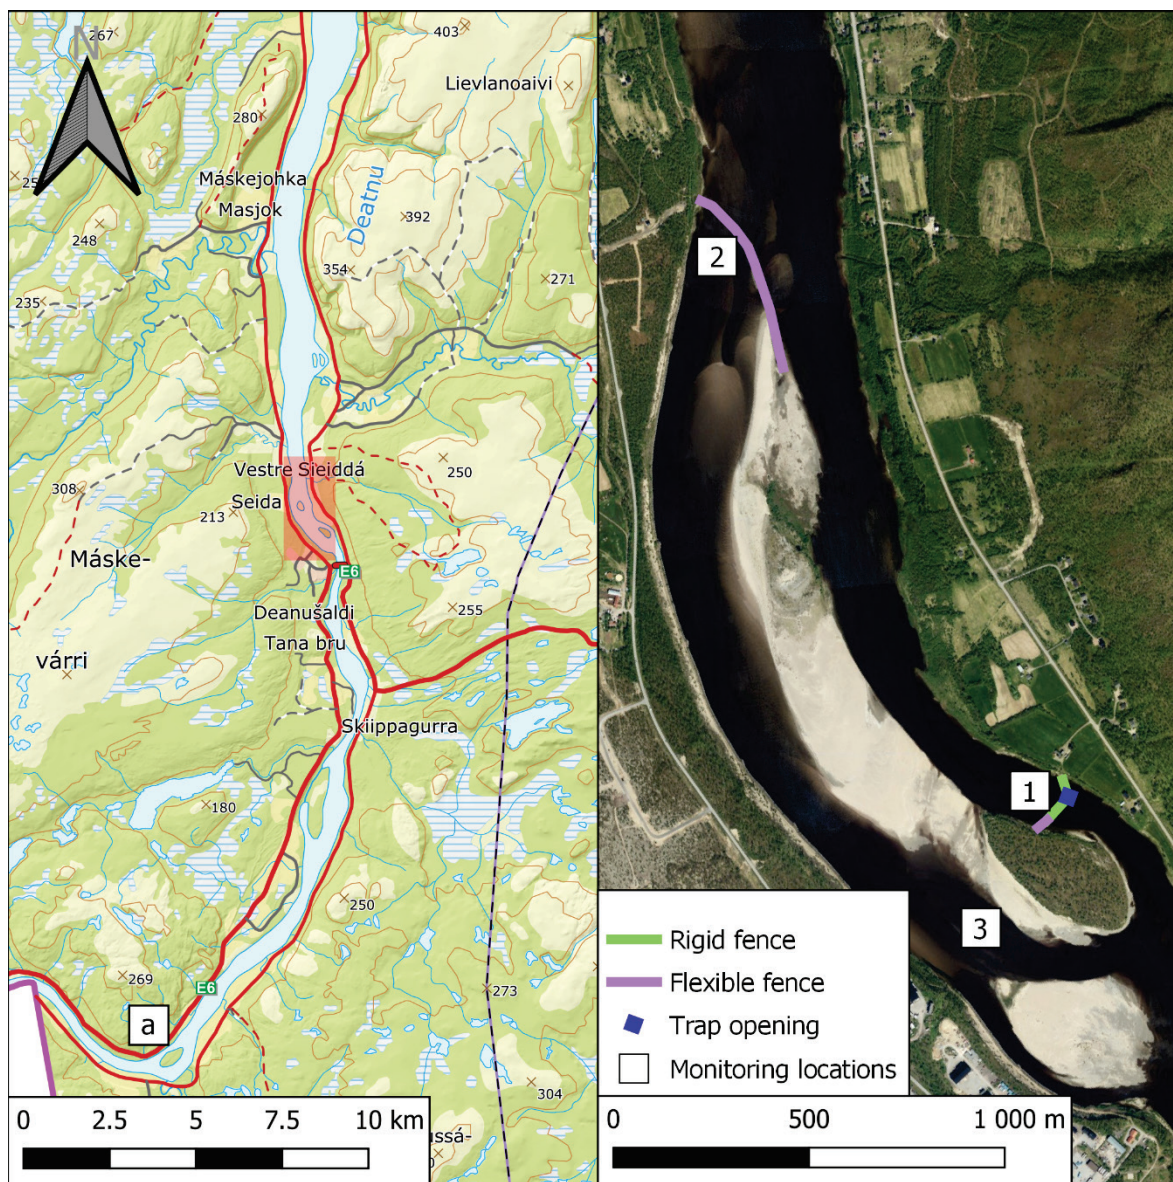 N
267
403
Lievlanoaivi
280
Máskejohka
Masjok
Deatnu
392
248
354
271
235
Vestre Sieiddá
250
308
Seida
213
Máske-
E6
255
Deanušaldi
Tana bru
várri
Skiippagurra
180
250
269
E6
273
a
304
ussá-
0 2.5 5 7.5 10 km
2
1
3
Rigid fence
Flexible fence
Trap opening
Monitoring locations
0 500 1 000 m